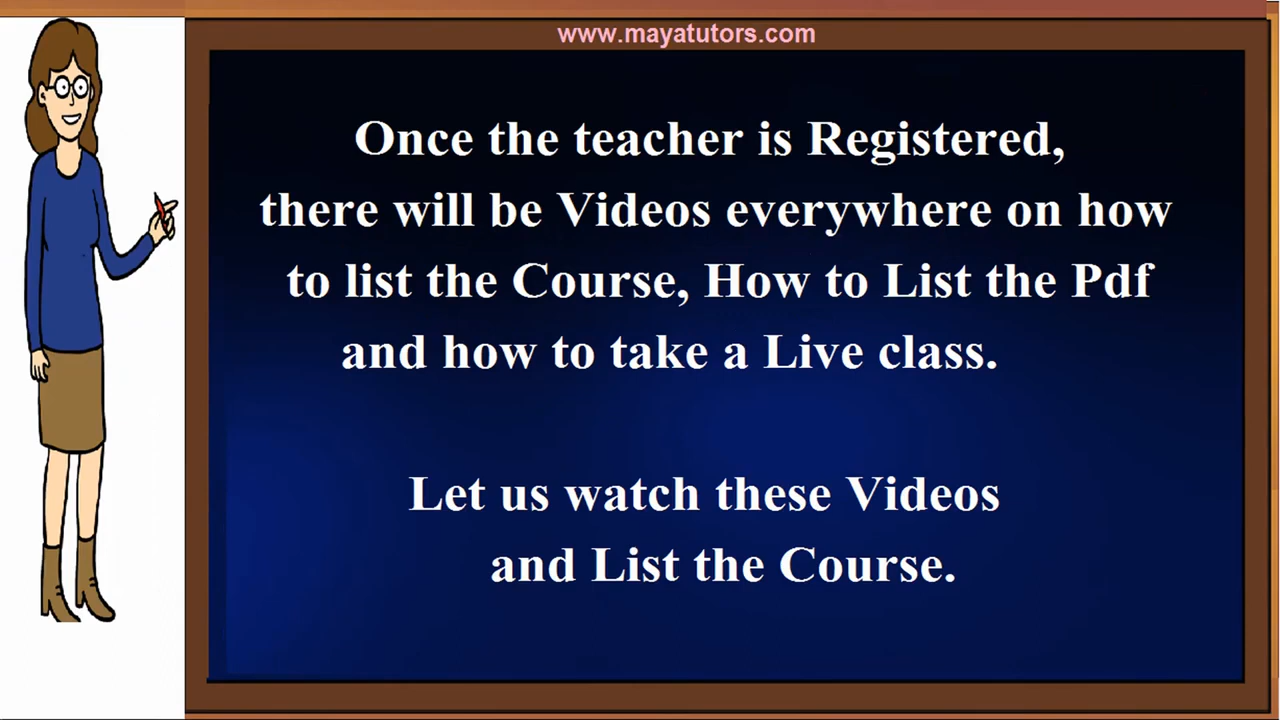 www.mayatutors.com
Once the teacher is Registered,
there will be Videos everywhere on how
to list the Course, How to List the Pdf
and how to take a Live class.
Let us watch these Videos
and List the Course.